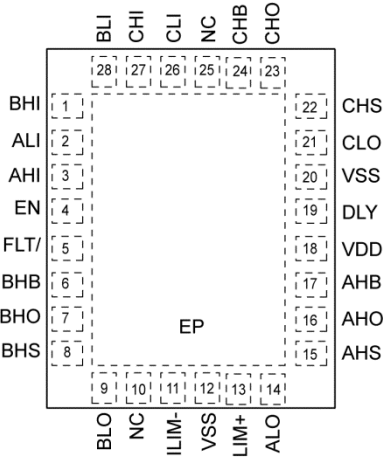 BLI CHI CLI NC CHB CHO
28 27 26 25 24 23
BHI 1 22 CHS
ALI 2 21 CLO
AHI 3 20 VSS
EN 4 19 DLY
FLT/ 5 18 VDD
BHB 6 17 AHB
BHO 7 16 AHO
EP
BHS 8 15 AHS
9 10 11 12 13 14
BLO NC ILIM- VSS LIM+ ALO